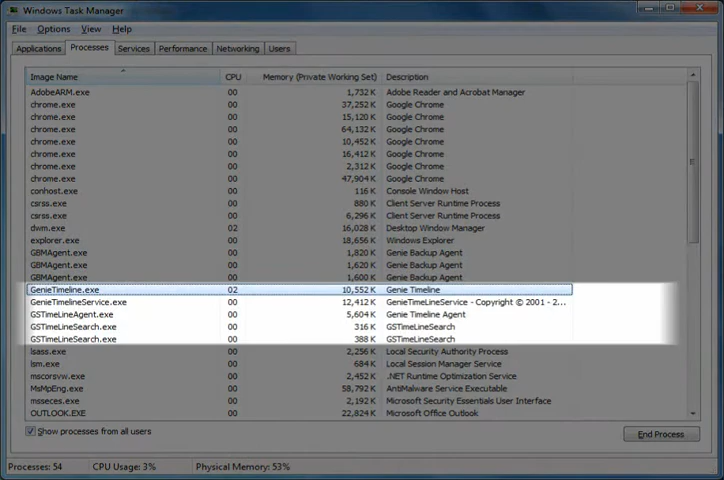 Windows Task Manager
File Options View Help
Applications Processes Services Performance Networking Users
Image Name CPU Memory (Private Working Set) Description
AdobeARM.exe 00 1,732 K Adobe Reader and Acrobat Manager
chrome.exe 00 37,252 K Google Chrome
chrome.exe 00 15,120 K Google Chrome
chrome.exe 00 64,132 K Google Chrome
chrome.exe 00 10,452 K Google Chrome
chrome.exe 00 16,412 K Google Chrome
chrome.exe 00 2,312 K Google Chrome
chrome.exe 00 47,904 K Google Chrome
conhost.exe 00 116 K Console Window Host
csrss.exe 00 880 K Client Server Runtime Process
csrss.exe 00 6,296 K Client Server Runtime Process
dwm.exe 02 16,028 K Desktop Window Manager
explorer.exe 00 18,656 K Windows Explorer
GBMAgent.exe 00 1,820 K Genie Backup Agent
GBMAgent.exe 00 1,620 K Genie Backup Agent
GBMAgent.exe 00 1,600 K Genie Backup Agent
GenieTimeline.exe 02 10,552 K Genie Timeline
GenieTimelineService.exe 00 12,412 K GenieTimeLineService - Copyright © 2001 - 2...
GSTimeLineAgent.exe 00 5,604 K Genie Timeline Agent
GSTimeLineSearch.exe 00 316 K GSTimeLineSearch
GSTimeLineSearch.exe 00 388 K GSTimeLineSearch
lsass.exe 00 2,256 K Local Security Authority Process
lsm.exe 00 684 K Local Session Manager Service
mscorsvw.exe 00 2,452 K .NET Runtime Optimization Service
MsMpEng.exe 00 58,792 K AntiMalware Service Executable
msseces.exe 00 2,192 K Microsoft Security Essentials User Interface
OUTLOOK.EXE 00 22,824 K Microsoft Office Outlook
Show processes from all users End Process
Processes: 54 CPU Usage: 3% Physical Memory: 53%